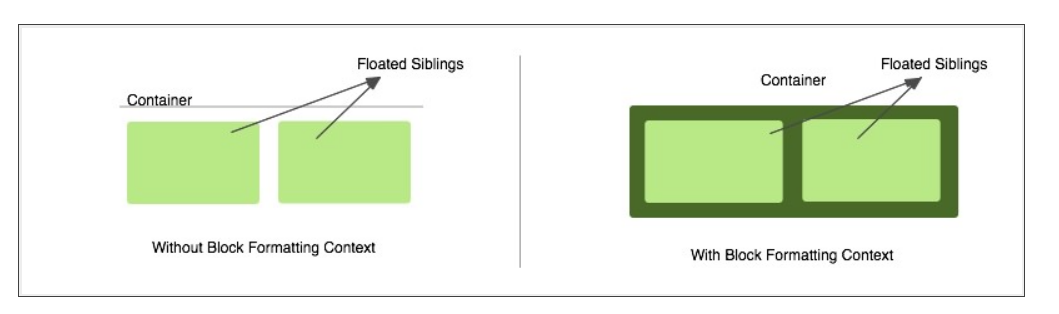 Floated Siblings
Container
Without Block Formatting Context
Floated Siblings
Container
With Block Formatting Context